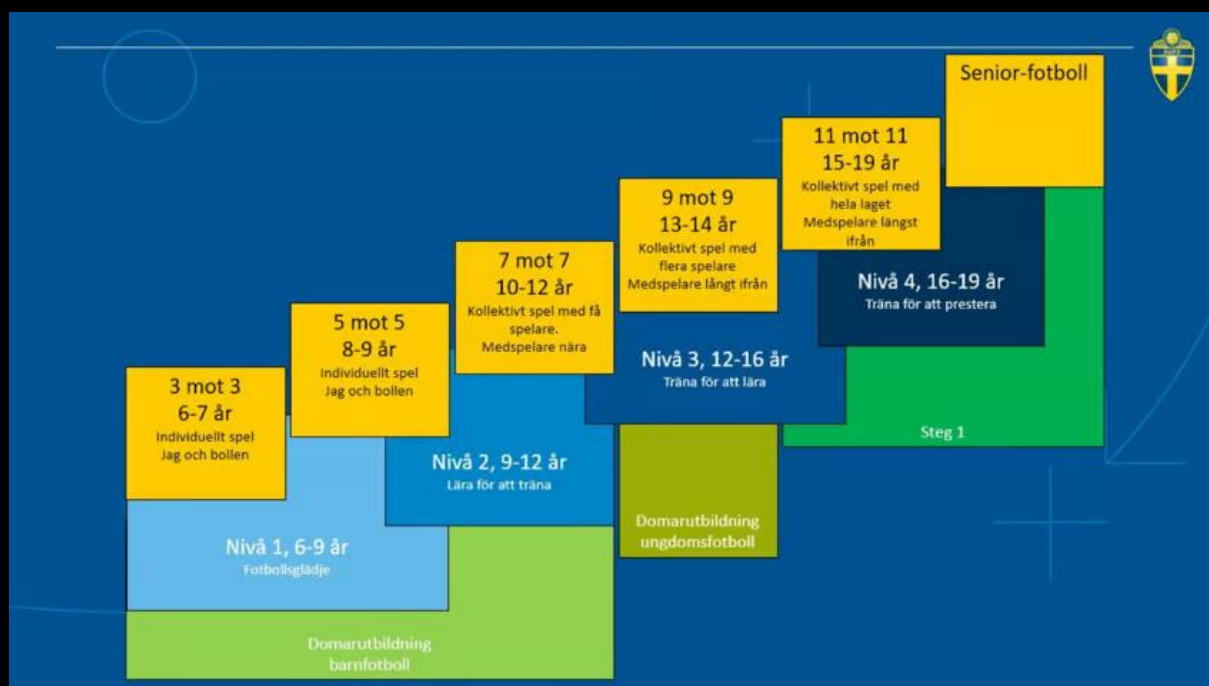 Senior-fotboll
11 mot 11
15-19 år
Kollektivt spel med
hela laget
Medspelare längst
ifrån
9 mot 9
13-14 år
Kollektivt spel med
flera spelare
Medspelare långt ifrån
7 mot 7
10-12 år
Kollektivt spel med få
spelare.
Medspelare nära
5 mot 5
8-9 år
Individuellt spel
Jag och bollen
3 mot 3
6-7 år
Individuellt spel
Jag och bollen
Nivå 4, 16-19 år
Träna för att prestera
Nivå 3, 12-16 år
Träna för att lära
Nivå 2, 9-12 år
Lära för att träna
Nivå 1, 6-9 år
Fotbollsglädje
Steg 1
Domarutbildning
ungdomsfotboll
Domarutbildning
barnfotboll